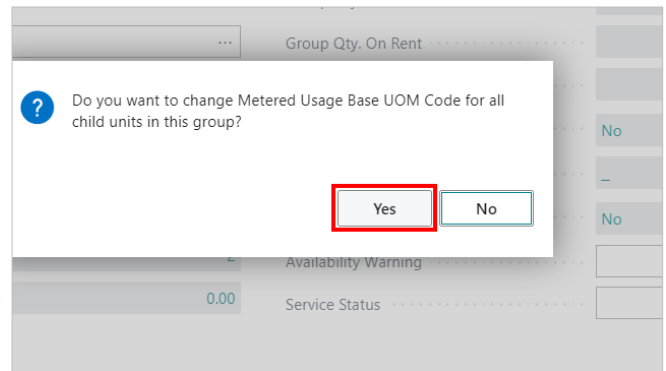 Group Qty. On Rent
?
Do you want to change Metered Usage Base UOM Code for all
child units in this group?
No
–
Yes
No
No
Availability Warning
0.00
Service Status